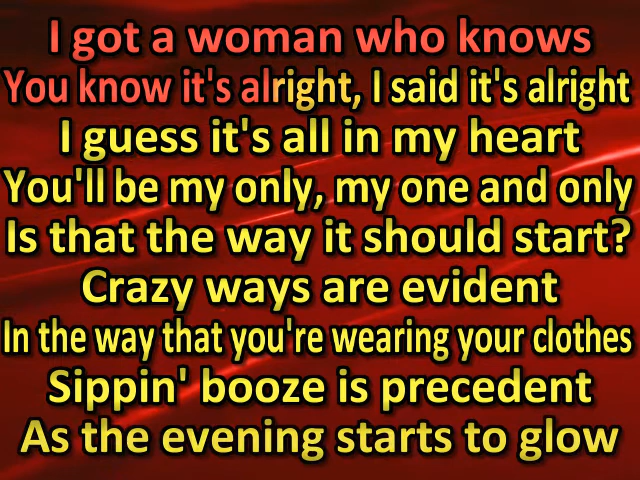 I got a woman who knows
You know it's alright, I said it's alright
I guess it's all in my heart
You'll be my only, my one and only
Is that the way it should start?
Crazy ways are evident
In the way that you're wearing your clothes
Sippin' booze is precedent
As the evening starts to glow